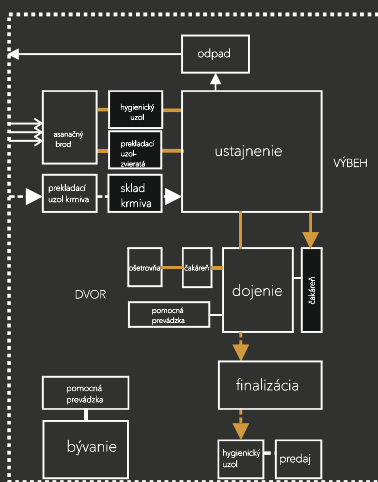 odpad
hygienický
uzol
asanačný
brod
prekladací
uzol-
zvieratá
ustajnenie
VÝBEH
prekladací
uzol krmiva
sklad
krmiva
ošetrovňa
čakáreň
dojenie
čakáreň
DVOR
pomocná
prevádzka
finalizácia
pomocná
prevádzka
bývanie
hygienický
uzol
predaj